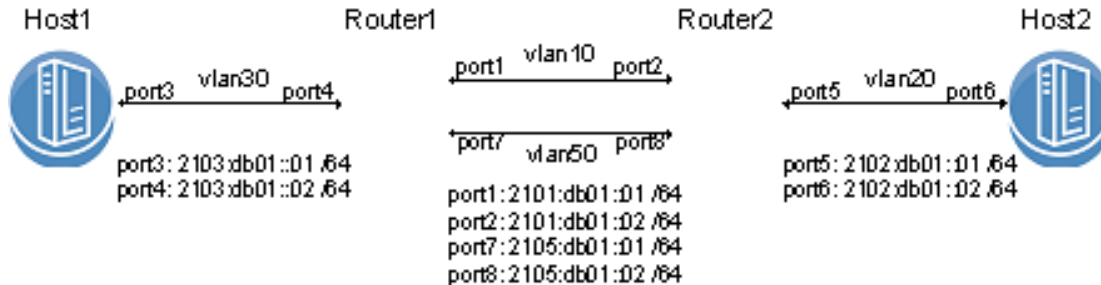 Host1
Router1
Router2
Host2
port3 vlan30 port4
port1 vlan10 port2
port5 vlan20 port6
port7 vlan50 port8
port3: 2103:db01::01 /64
port4: 2103:db01::02 /64
port1: 2101:db01::01 /64
port2: 2101:db01::02 /64
port7: 2105:db01::01 /64
port8: 2105:db01::02 /64
port5: 2102:db01::01 /64
port6: 2102:db01::02 /64